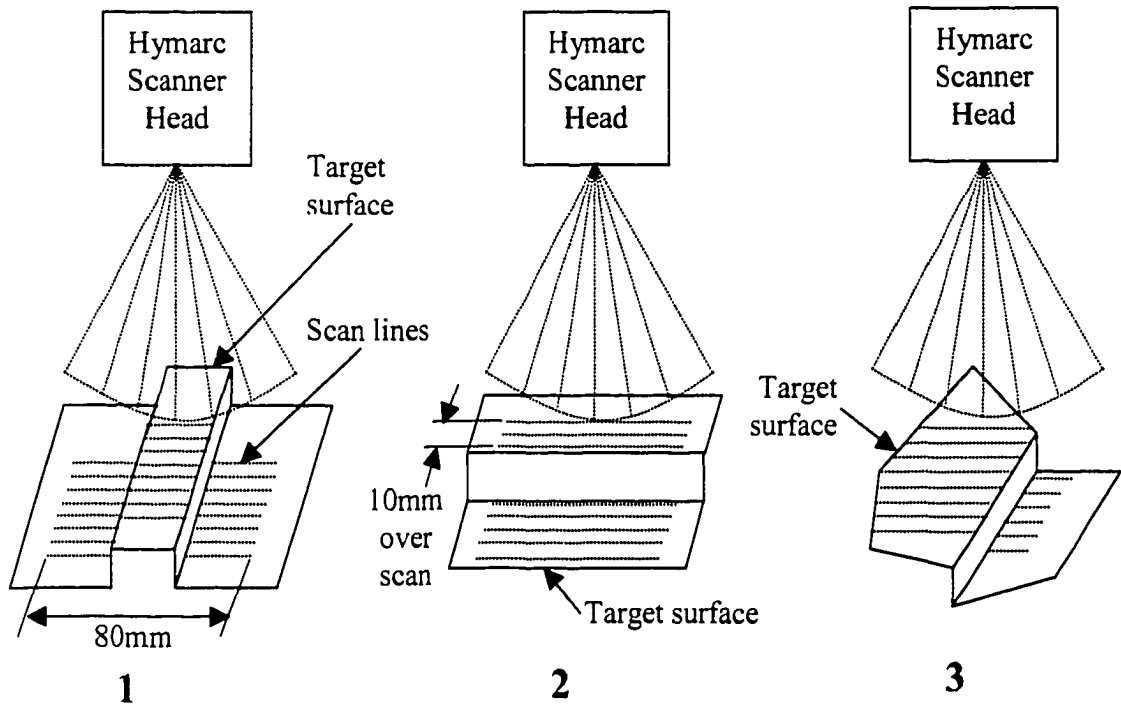 Hymarc
Scanner
Head
Target
surface
Scan lines
80mm
1
Hymarc
Scanner
Head
10mm
over
scan
Target surface
2
Hymarc
Scanner
Head
Target
surface
3